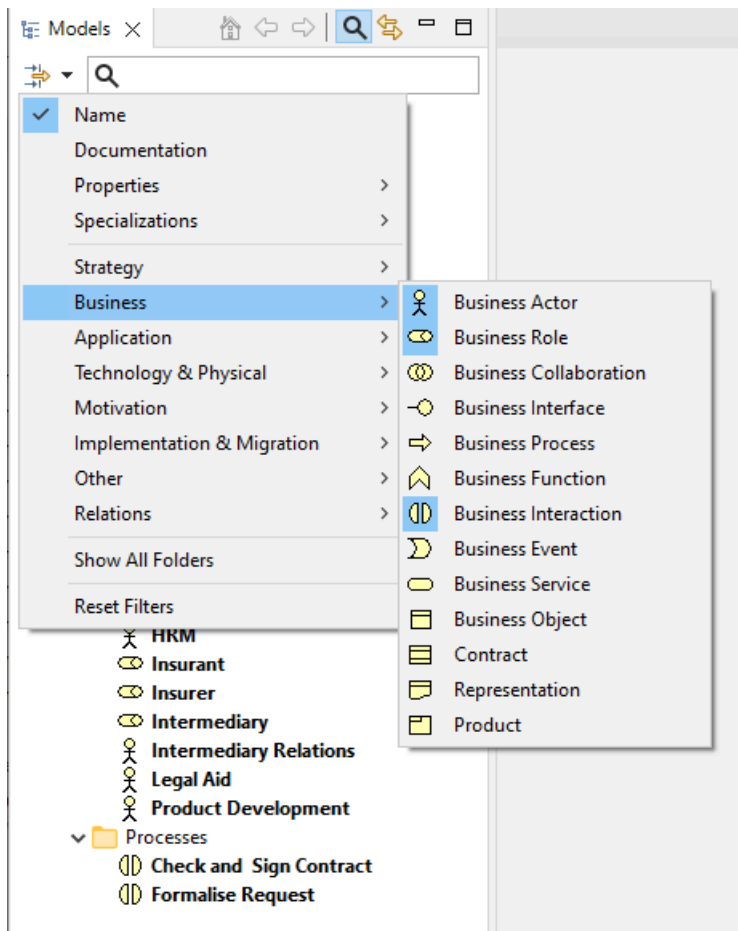 Models
Name
Documentation
Properties
Specializations
Strategy
Business
Application
Technology & Physical
Motivation
Implementation & Migration
Other
Relations
Show All Folders
Reset Filters
Business Actor
Business Role
Business Collaboration
Business Interface
Business Process
Business Function
Business Interaction
Business Event
Business Service
Business Object
Contract
Representation
Product
HRM
Insurant
Insurer
Intermediary
Intermediary Relations
Legal Aid
Product Development
Processes
Check and  Sign Contract
Formalise Request